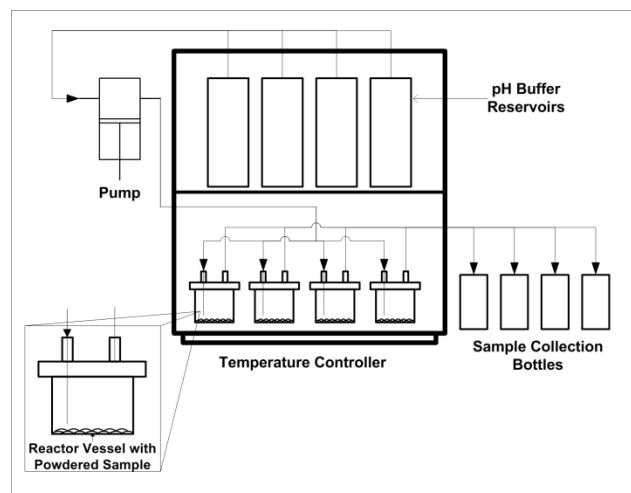 pH Buffer
Reservoirs
Pump
Temperature Controller
Sample Collection
Bottles
Reactor Vessel with
Powdered Sample